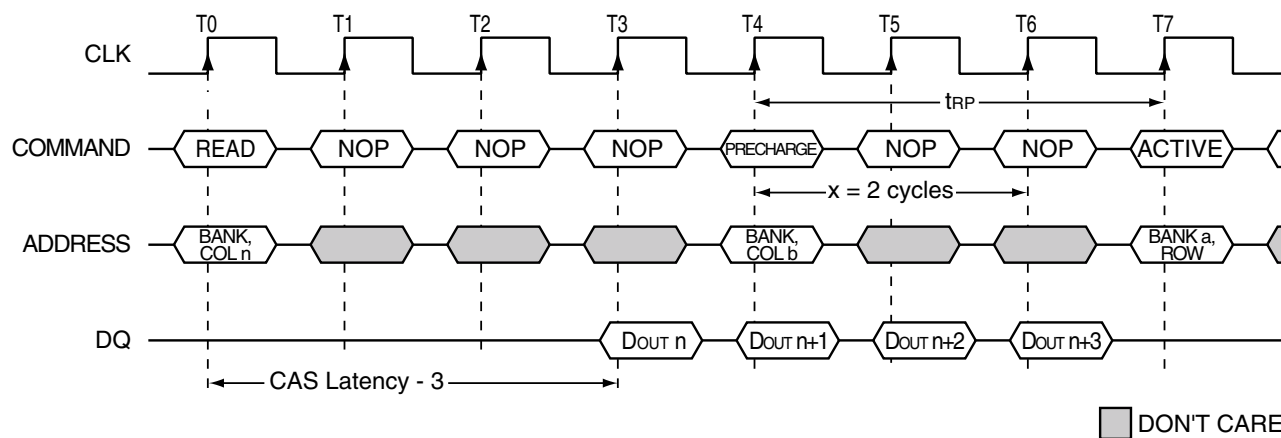 T0 T1 T2 T3 T4 T5 T6 T7
CLK
tRP
COMMAND READ NOP NOP NOP PRECHARGE NOP NOP ACTIVE
x = 2 cycles
ADDRESS
BANK, COL n
BANK, COL b
BANK a, ROW
DQ DOUT n DOUT n+1 DOUT n+2 DOUT n+3
CAS Latency - 3
DON'T CARE